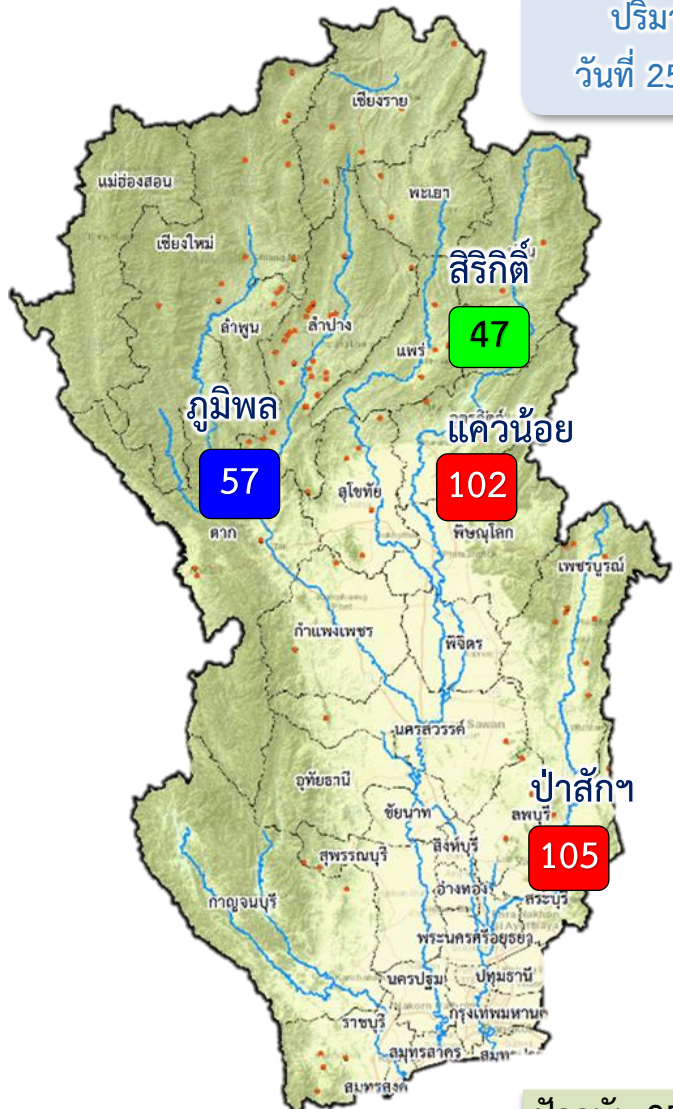 ปริมา
วันที่ 25
เชียงราย
แม่ฮ่องสอน
พะเยา
เชียงใหม่
สิริกิติ์
47
ลำพูน
ลำปาง
แพร่
ภูมิพล
57
แควน้อย
102
สุโขทัย
ตาก
พิษณุโลก
เพชรบูรณ์
กำแพงเพชร
พิจิตร
นครสวรรค์
Sawan
อุทัยธานี
ป่าสักฯ
105
ชัยนาท
ลพบุรี
สิงห์บุรี
สุพรรณบุรี
อ่างทอง
สระบุรี
กาญจนบุรี
พระนครศรีอยุธยา
นครปฐม
ปทุมธานี
กรุงเทพมหานค
ราชบุรี
สมุทรสาคร
สมุทรสงค